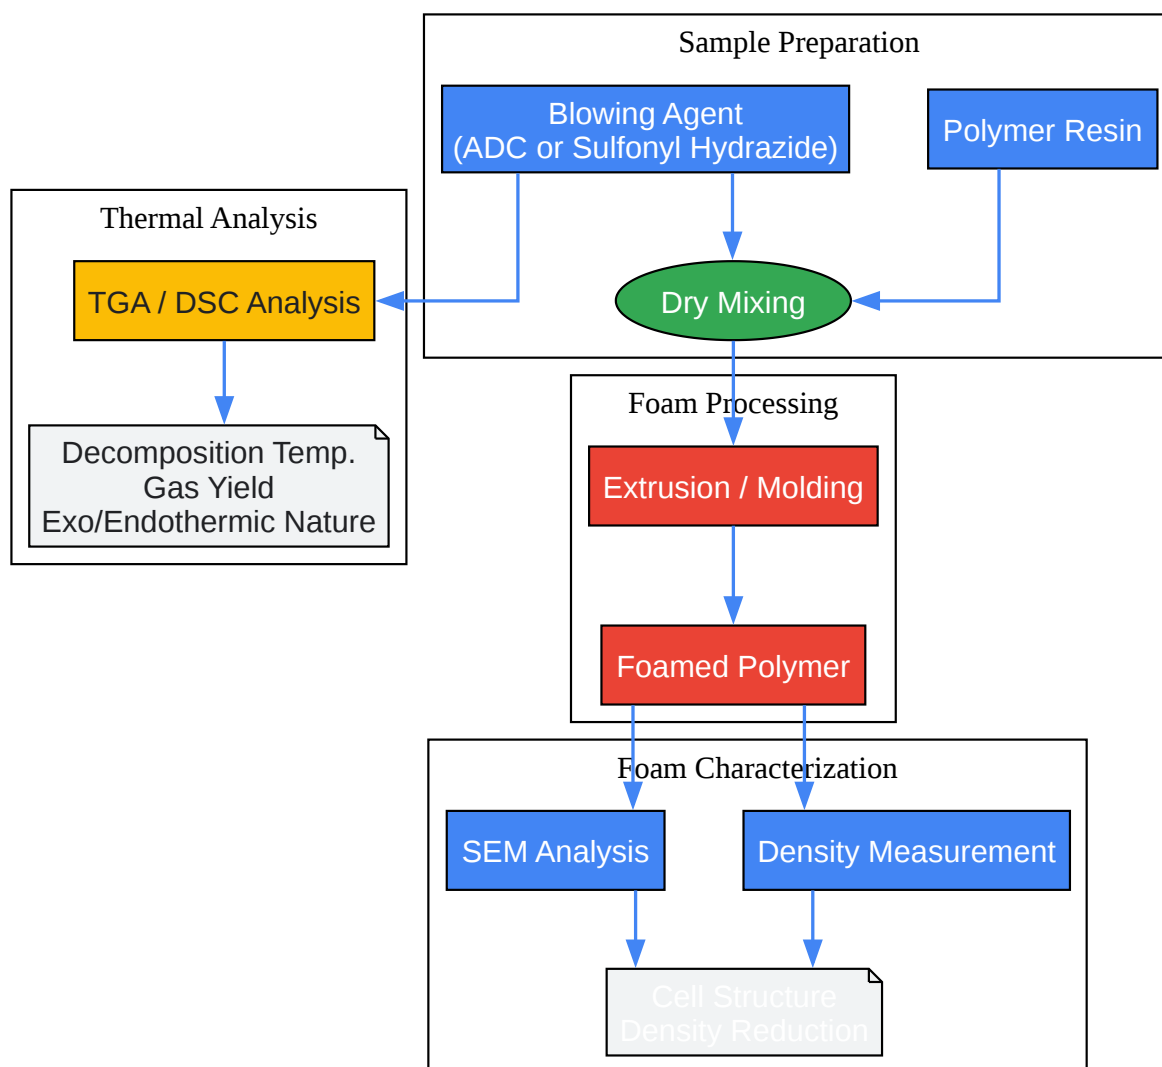 Sample Preparation
Blowing Agent
(ADC or Sulfonyl Hydrazide)
Polymer Resin
Dry Mixing
Thermal Analysis
TGA / DSC Analysis
Decomposition Temp.
Gas Yield
Exo/Endothermic Nature
Foam Processing
Extrusion / Molding
Foamed Polymer
Foam Characterization
SEM Analysis
Density Measurement
Cell Structure
Density Reduction